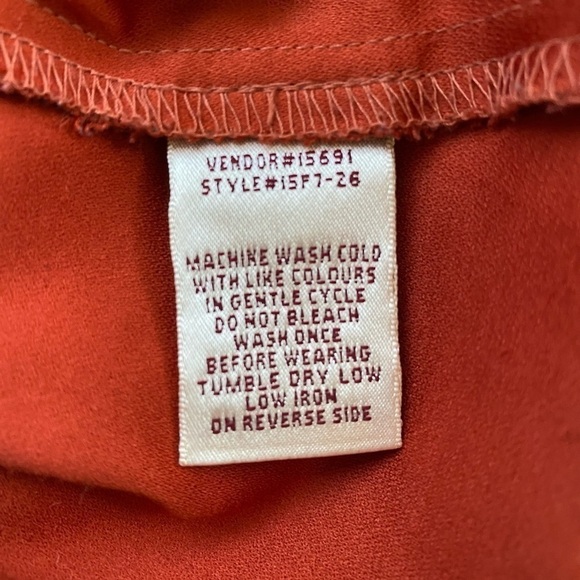 VENDOR#15691
STYLE#15F7-26
MACHINE WASH COLD
WITH LIKE COLOURS
IN GENTLE CYCLE
DO NOT BLEACH
WASH ONCE
BEFORE WEARING
TUMBLE DRY LOW
LOW IRON
ON REVERSE SIDE